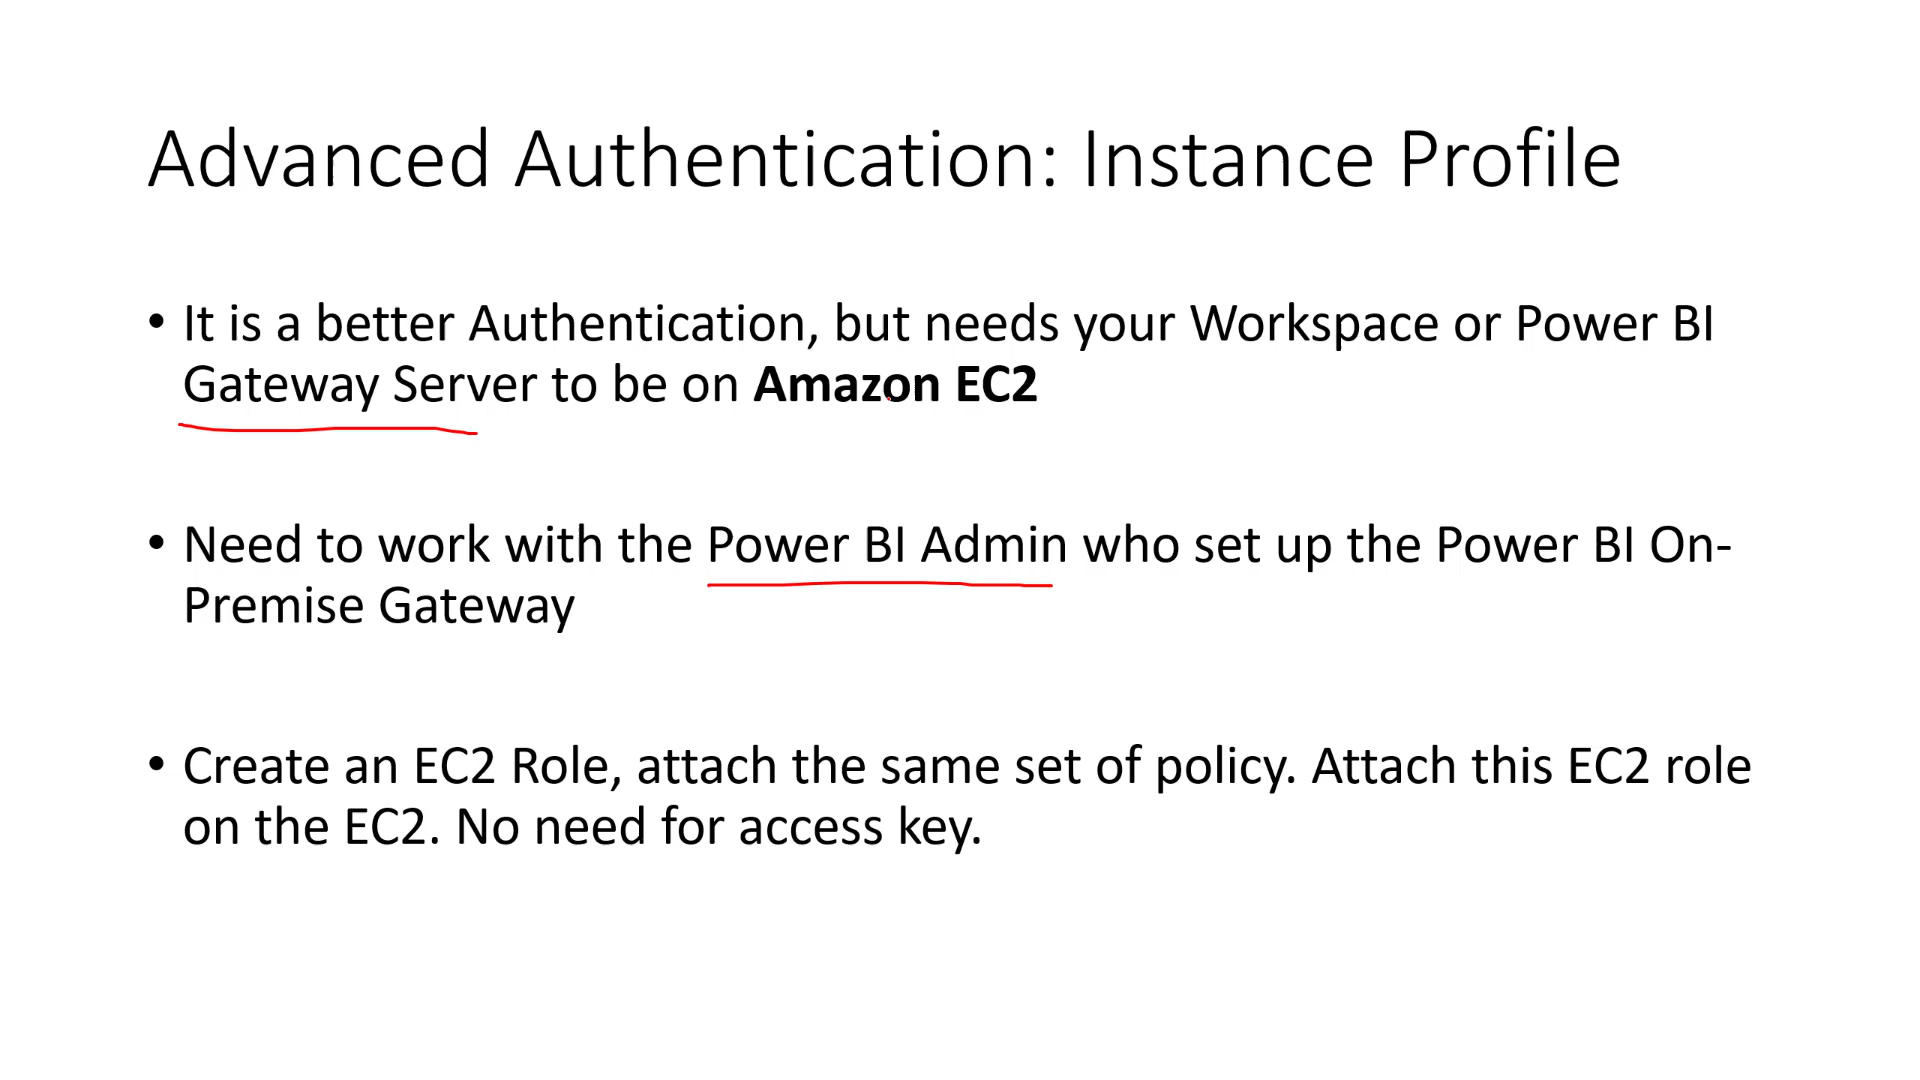 Advanced Authentication: Instance Profile
• It is a better Authentication, but needs your Workspace or Power BI
Gateway Server to be on Amazon EC2
• Need to work with the Power BI Admin who set up the Power BI On-
Premise Gateway
• Create an EC2 Role, attach the same set of policy. Attach this EC2 role
on the EC2. No need for access key.